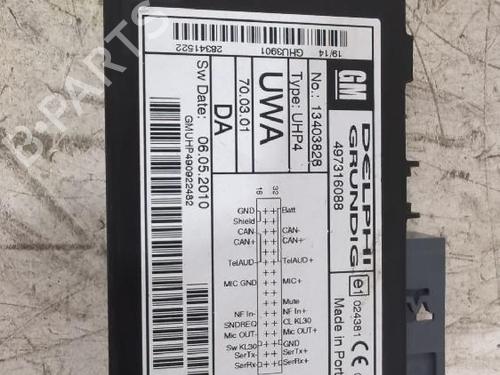 GM
DELPHI
GRUNDIG
497316088
e1
024381
CE
Made in Port
19/14
GHU3901
28341522
No.: 13403828
Type: UHP4
UWA
70.03.01
DA
Sw Date: 06.05.2010
GMUHP490922482
16 32
GND Batt
Shield
CAN- CAN-
CAN+ CAN+
TelAUD- TelAUD+
MIC GND MIC+
Mute
NF In- NF In+
SNDREQ CL KL30
Mic OUT- Mic OUT+
Sw KL30
SerTx- SerTx+
SerRx- SerRx+
B-PARTS